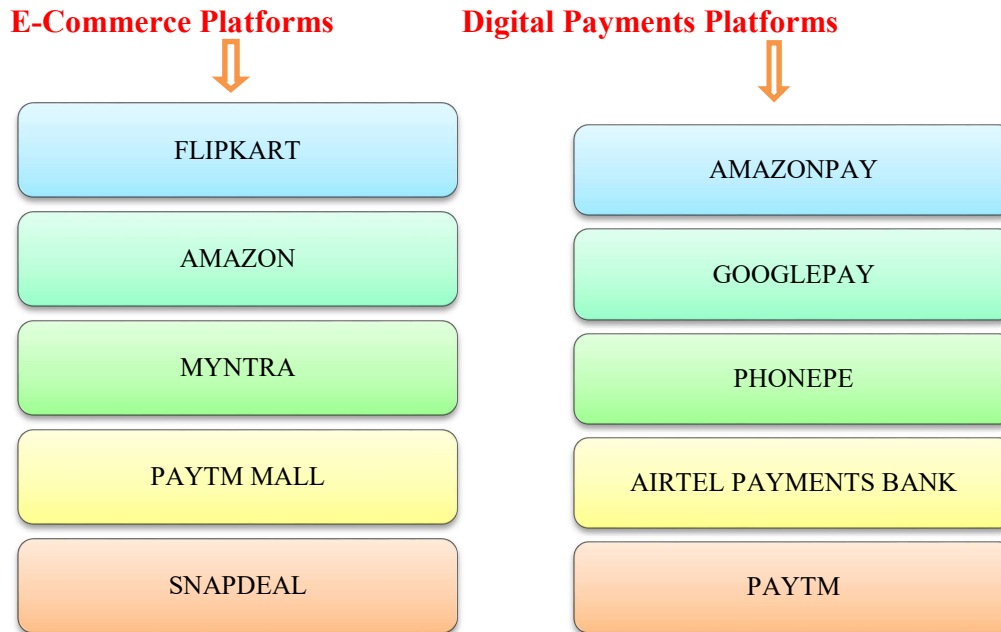 E-Commerce Platforms
FLIPKART
AMAZON
MYNTRA
PAYTM MALL
SNAPDEAL
Digital Payments Platforms
AMAZONPAY
GOOGLEPAY
PHONEPE
AIRTEL PAYMENTS BANK
PAYTM